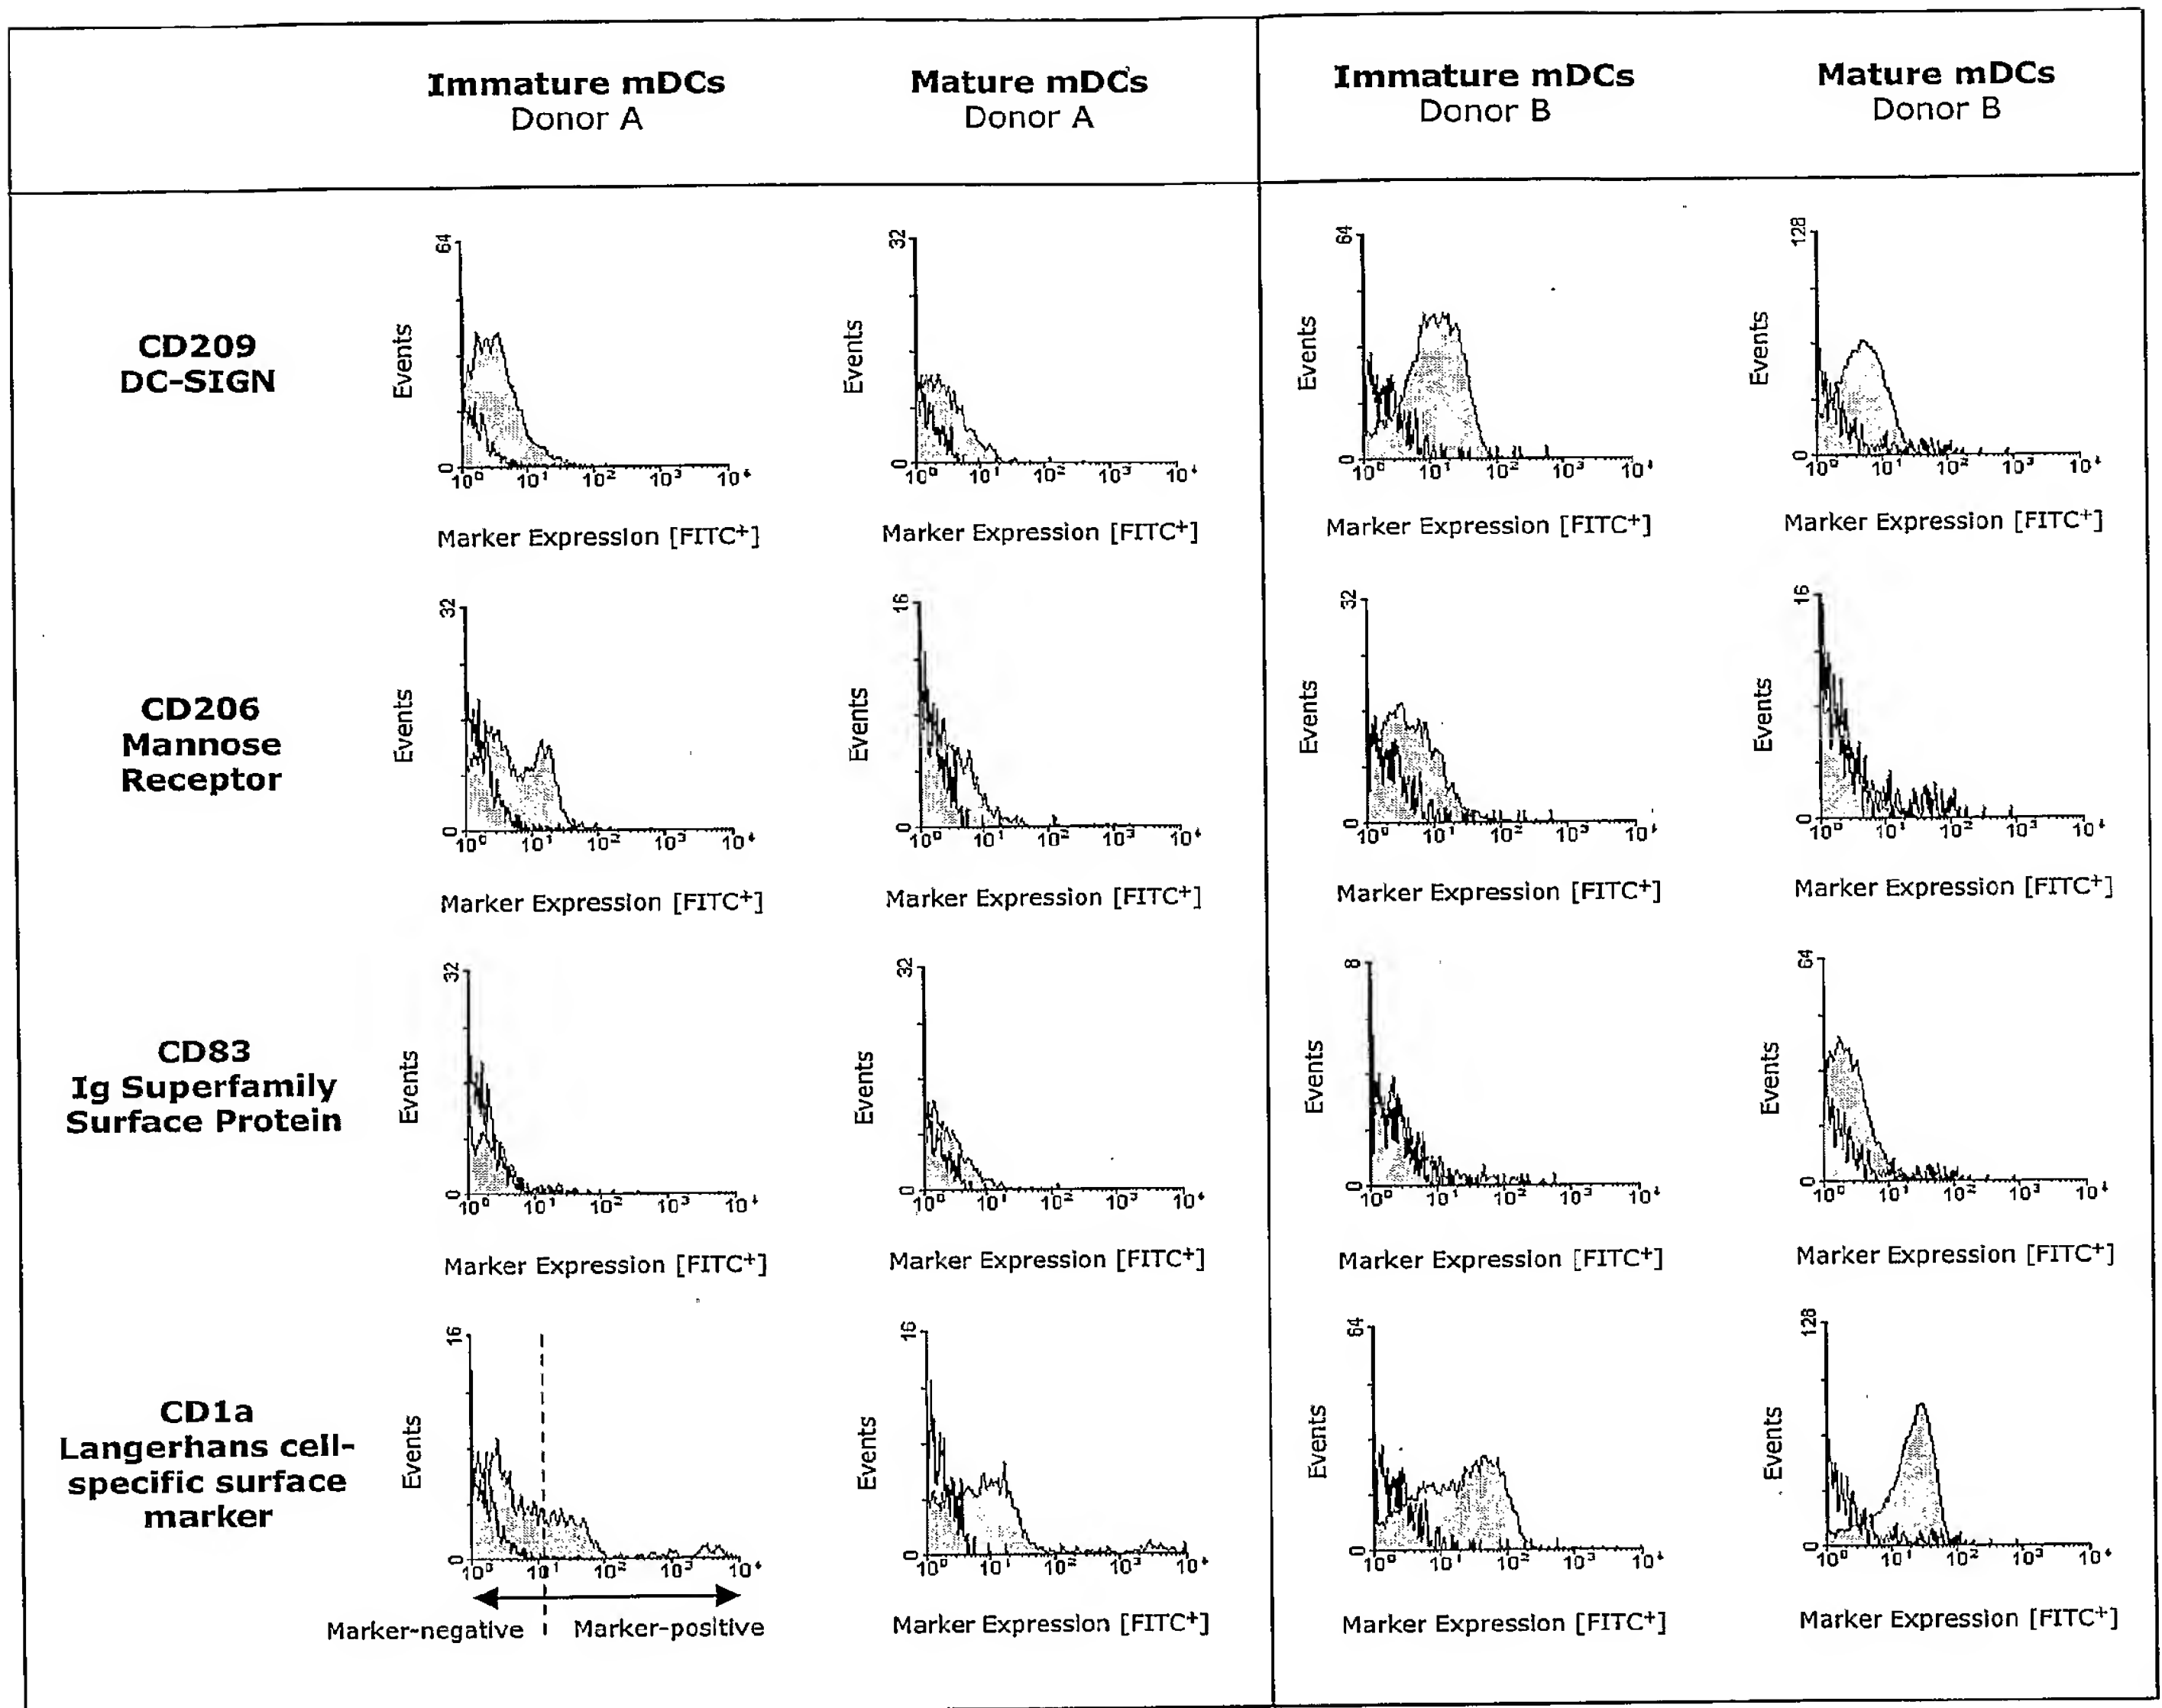 Immature mDCs
Donor A
Mature mDCs
Donor A
Immature mDCs
Donor B
Mature mDCs
Donor B
CD209
DC-SIGN
64
Events
0
10⁰ 10¹ 10² 10³ 10⁴
Marker Expression [FITC⁺]
32
Events
0
10⁰ 10¹ 10² 10³ 10⁴
Marker Expression [FITC⁺]
64
Events
0
10⁰ 10¹ 10² 10³ 10⁴
Marker Expression [FITC⁺]
128
Events
0
10⁰ 10¹ 10² 10³ 10⁴
Marker Expression [FITC⁺]
CD206
Mannose
Receptor
32
Events
0
10⁰ 10¹ 10² 10³ 10⁴
Marker Expression [FITC⁺]
16
Events
0
10⁰ 10¹ 10² 10³ 10⁴
Marker Expression [FITC⁺]
32
Events
0
10⁰ 10¹ 10² 10³ 10⁴
Marker Expression [FITC⁺]
16
Events
0
10⁰ 10¹ 10² 10³ 10⁴
Marker Expression [FITC⁺]
CD83
Ig Superfamily
Surface Protein
32
Events
0
10⁰ 10¹ 10² 10³ 10⁴
Marker Expression [FITC⁺]
32
Events
0
10⁰ 10¹ 10² 10³ 10⁴
Marker Expression [FITC⁺]
8
Events
0
10⁰ 10¹ 10² 10³ 10⁴
Marker Expression [FITC⁺]
64
Events
0
10⁰ 10¹ 10² 10³ 10⁴
Marker Expression [FITC⁺]
CD1a
Langerhans cell-
specific surface
marker
16
Events
0
10⁰ 10¹ 10² 10³ 10⁴
Marker-negative Marker-positive
16
Events
0
10⁰ 10¹ 10² 10³ 10⁴
Marker Expression [FITC⁺]
64
Events
0
10⁰ 10¹ 10² 10³ 10⁴
Marker Expression [FITC⁺]
128
Events
0
10⁰ 10¹ 10² 10³ 10⁴
Marker Expression [FITC⁺]